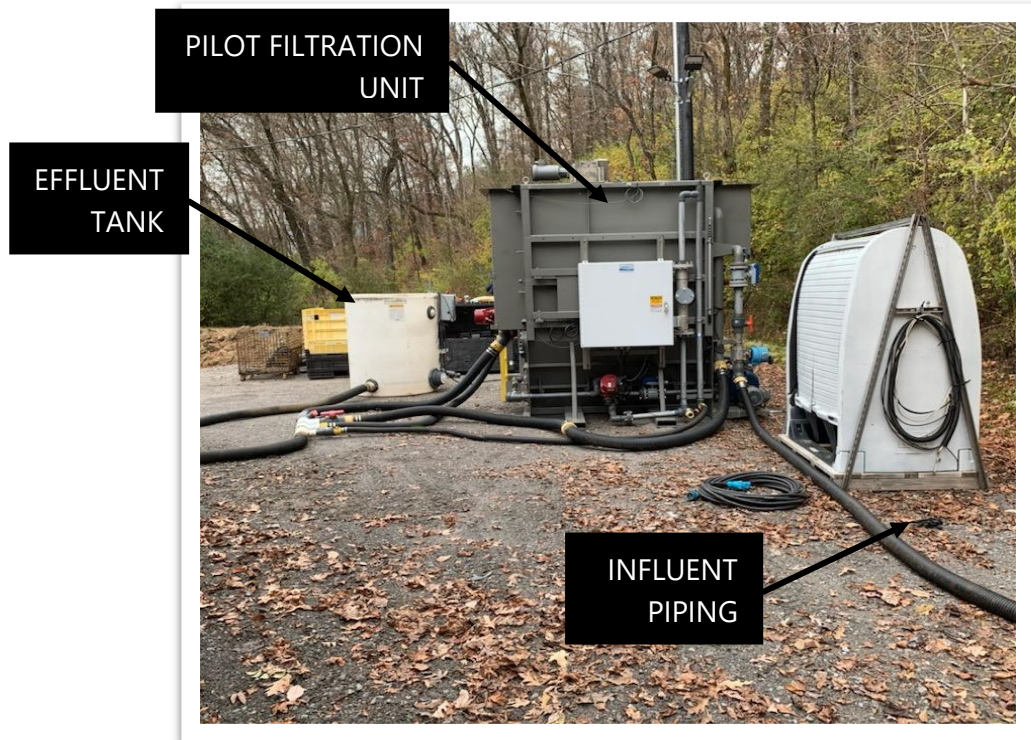 PILOT FILTRATION
UNIT
EFFLUENT
TANK
INFLUENT
PIPING